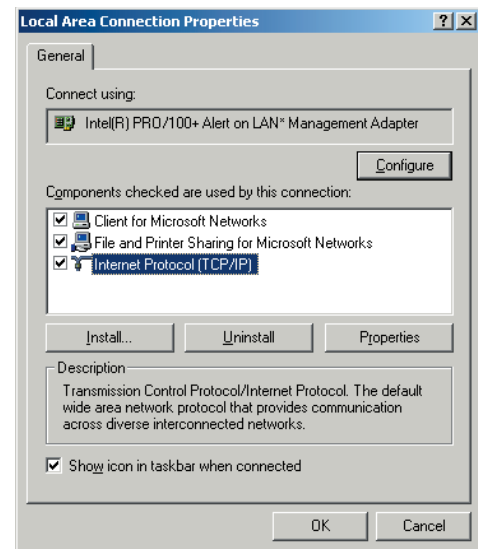 Local Area Connection Properties
General
Connect using:
Intel(R) PRO/100+ Alert on LAN* Management Adapter
Configure
Components checked are used by this connection:
Client for Microsoft Networks
File and Printer Sharing for Microsoft Networks
Internet Protocol (TCP/IP)
Install... Uninstall Properties
Description
Transmission Control Protocol/Internet Protocol. The default
wide area network protocol that provides communication
across diverse interconnected networks.
Show icon in taskbar when connected
OK Cancel